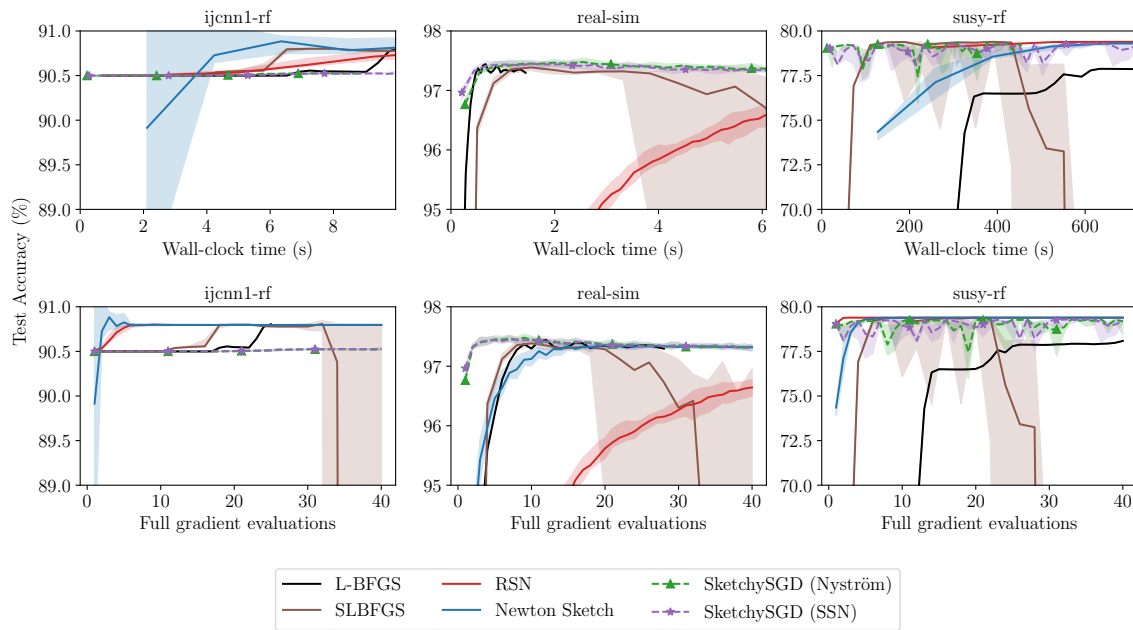 ijcnn1-rf
real-sim
susy-rf
91.0
90.5
90.0
89.5
89.0
98
97
96
95
80.0
77.5
75.0
72.5
70.0
0 2 4 6 8
0 2 4 6
0 200 400 600
Wall-clock time (s)
Wall-clock time (s)
Wall-clock time (s)
Test Accuracy (%)
ijcnn1-rf
real-sim
susy-rf
91.0
90.5
90.0
89.5
89.0
98
97
96
95
80.0
77.5
75.0
72.5
70.0
0 10 20 30 40
0 10 20 30 40
0 10 20 30 40
Full gradient evaluations
Full gradient evaluations
Full gradient evaluations
L-BFGS
SLBFGS
RSN
Newton Sketch
SketchySGD (Nyström)
SketchySGD (SSN)